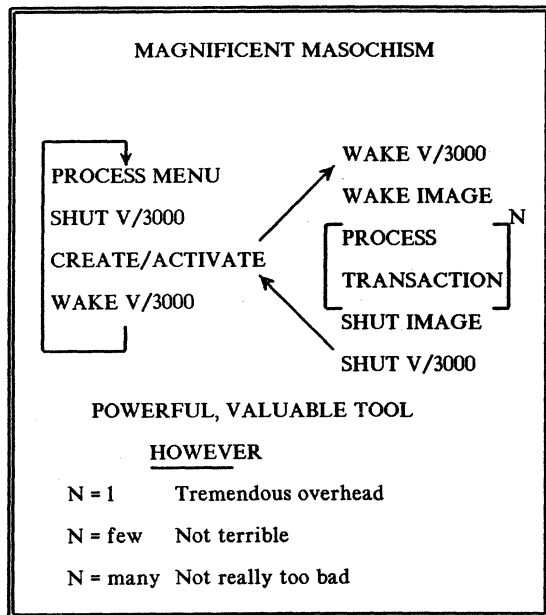 MAGNIFICENT MASOCHISM
PROCESS MENU
SHUT V/3000
CREATE/ACTIVATE
WAKE V/3000
WAKE V/3000
WAKE IMAGE
PROCESS
TRANSACTION
N
SHUT IMAGE
SHUT V/3000
POWERFUL, VALUABLE TOOL
HOWEVER
N = 1 Tremendous overhead
N = few Not terrible
N = many Not really too bad